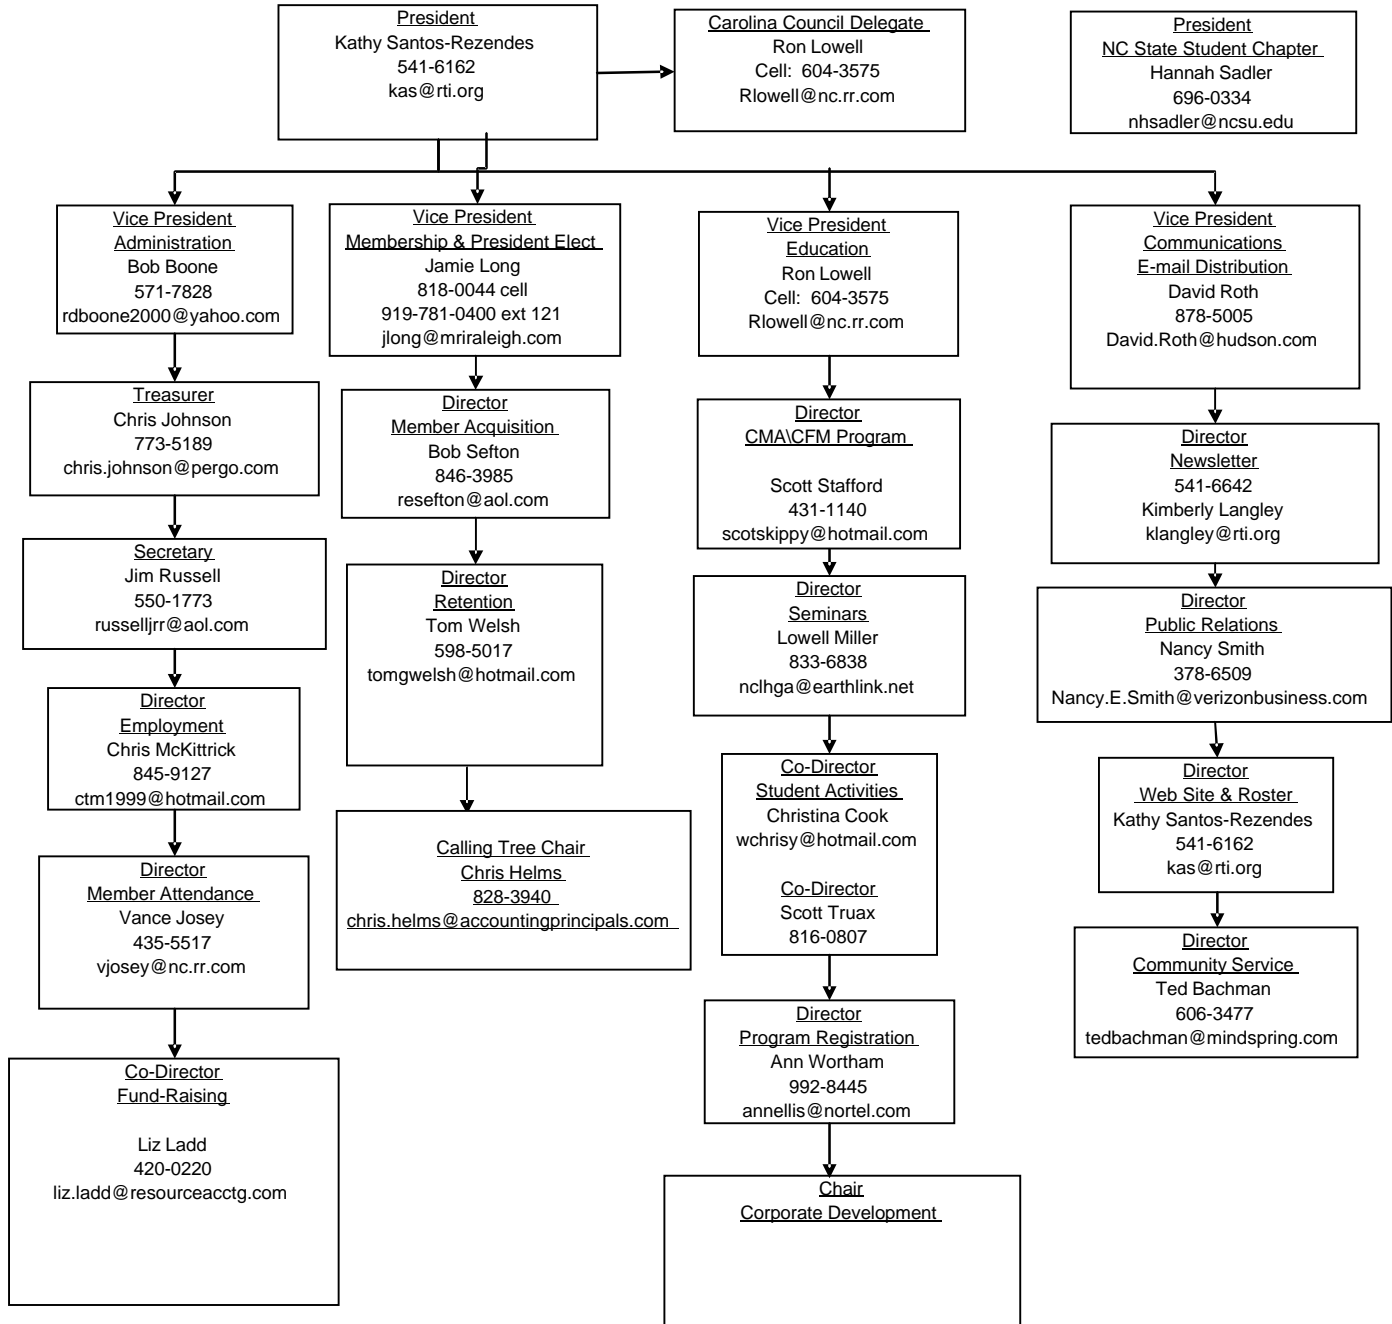 President
Kathy Santos-Rezendes
541-6162
kas@rti.org
Carolina Council Delegate
Ron Lowell
Cell:  604-3575
Rlowell@nc.rr.com
President
NC State Student Chapter
Hannah Sadler
696-0334
nhsadler@ncsu.edu
Vice President
Administration
Bob Boone
571-7828
rdboone2000@yahoo.com
Treasurer
Chris Johnson
773-5189
chris.johnson@pergo.com
Secretary
Jim Russell
550-1773
russelljrr@aol.com
Director
Employment
Chris McKittrick
845-9127
ctm1999@hotmail.com
Director
Member Attendance
Vance Josey
435-5517
vjosey@nc.rr.com
Co-Director
Fund-Raising
Liz Ladd
420-0220
liz.ladd@resourceacctg.com
Vice President
Membership & President Elect
Jamie Long
818-0044 cell
919-781-0400 ext 121
jlong@mriraleigh.com
Director
Member Acquisition
Bob Sefton
846-3985
resefton@aol.com
Director
Retention
Tom Welsh
598-5017
tomgwelsh@hotmail.com
Calling Tree Chair
Chris Helms
828-3940
chris.helms@accountingprincipals.com
Vice President
Education
Ron Lowell
Cell:  604-3575
Rlowell@nc.rr.com
Director
CMA\CFM Program
Scott Stafford
431-1140
scotskippy@hotmail.com
Director
Seminars
Lowell Miller
833-6838
nclhga@earthlink.net
Co-Director
Student Activities
Christina Cook
wchrisy@hotmail.com
Co-Director
Scott Truax
816-0807
Director
Program Registration
Ann Wortham
992-8445
annellis@nortel.com
Chair
Corporate Development
Vice President
Communications
E-mail Distribution
David Roth
878-5005
David.Roth@hudson.com
Director
Newsletter
541-6642
Kimberly Langley
klangley@rti.org
Director
Public Relations
Nancy Smith
378-6509
Nancy.E.Smith@verizonbusiness.com
Director
Web Site & Roster
Kathy Santos-Rezendes
541-6162
kas@rti.org
Director
Community Service
Ted Bachman
606-3477
tedbachman@mindspring.com